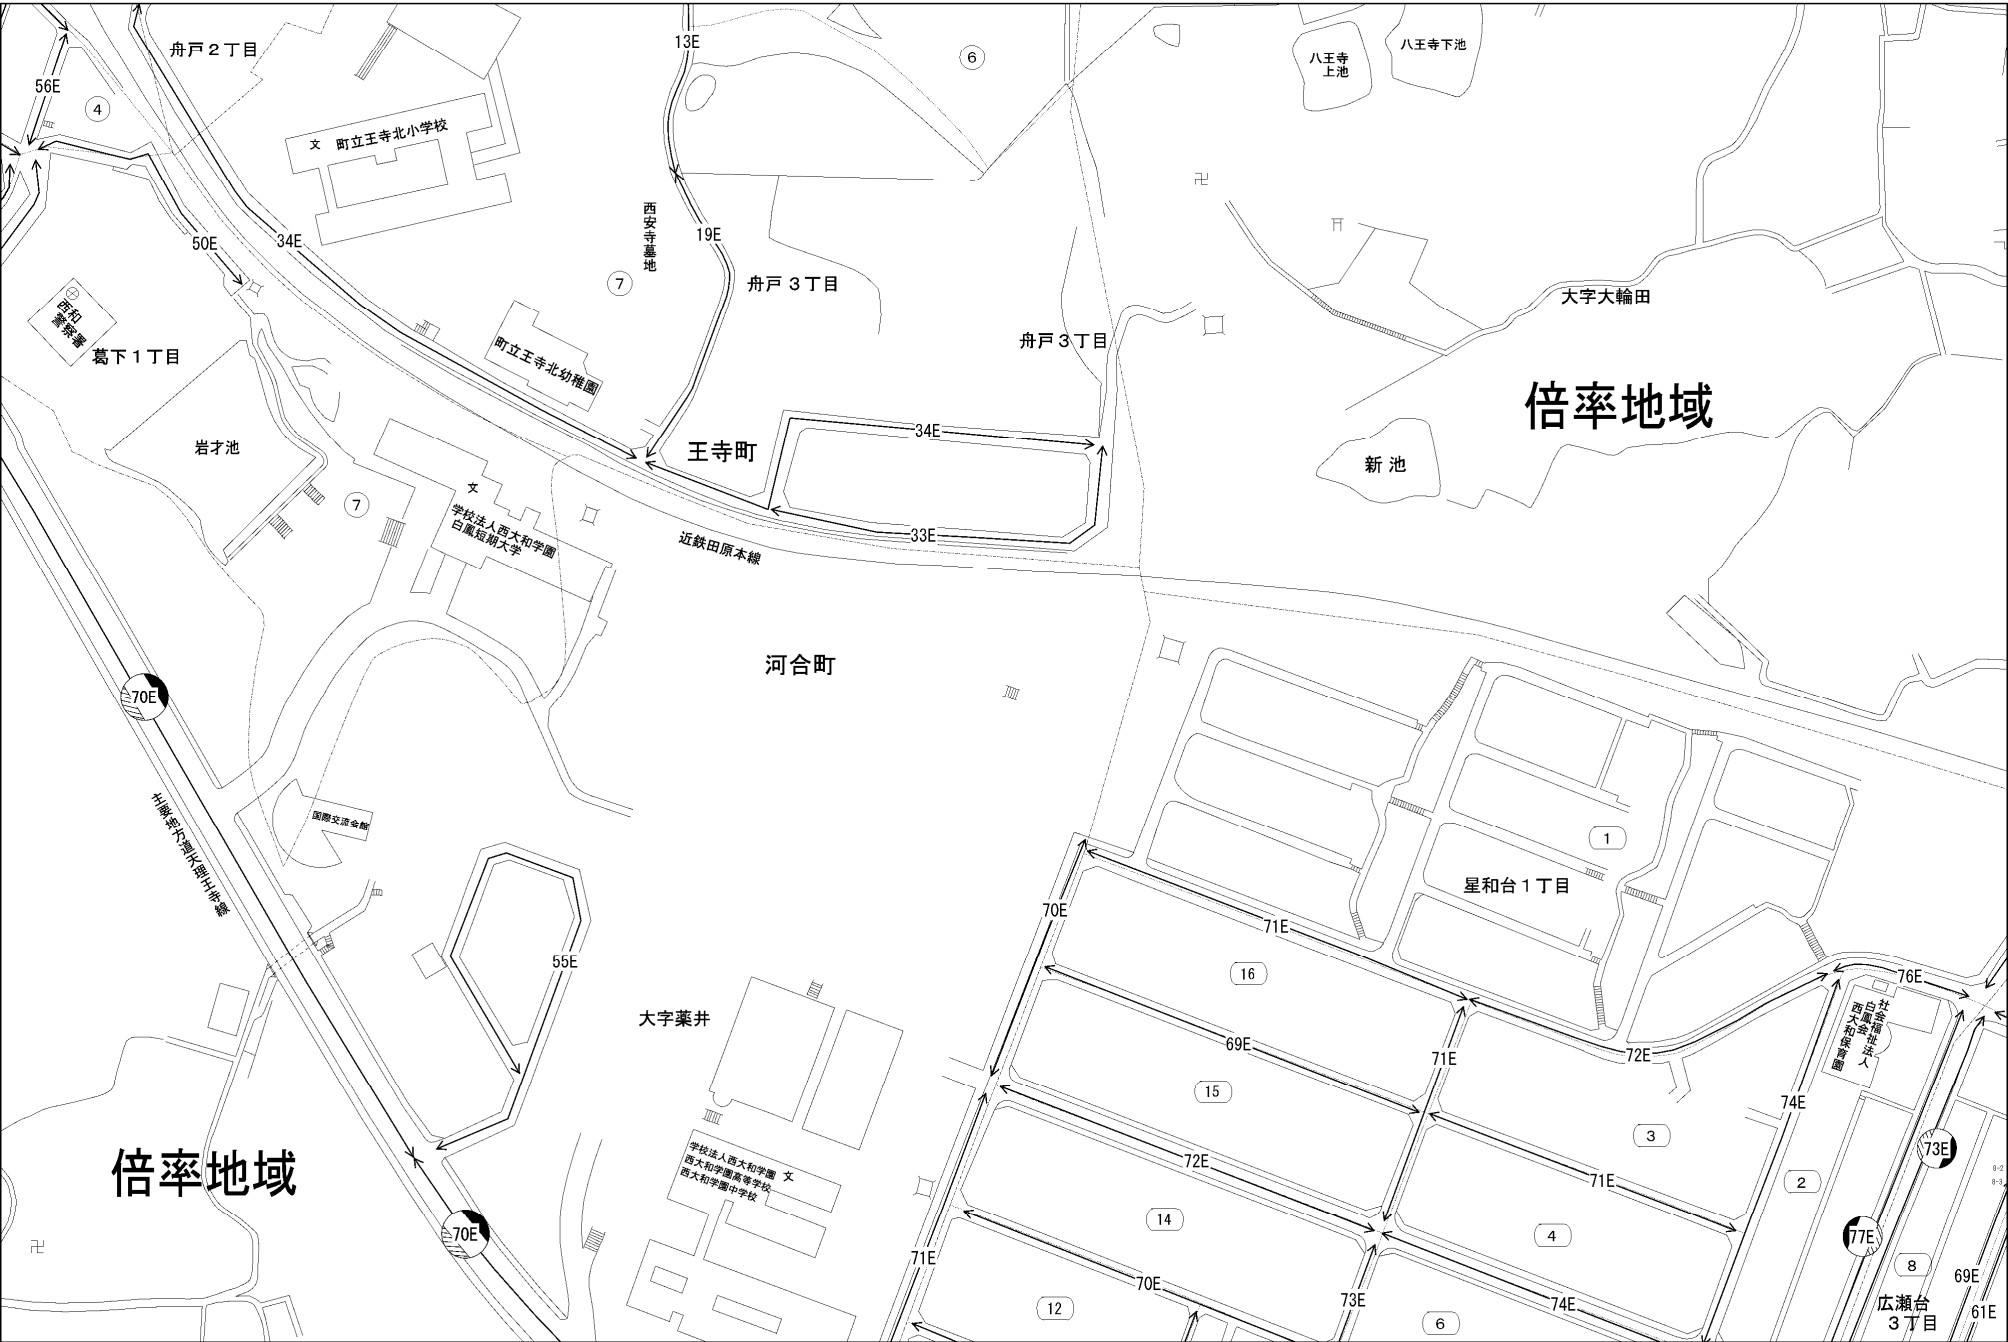 舟戸２丁目
13E
6
八王寺
上池
八王寺下池
56E
4
文 町立王寺北小学校
50E
34E
西安寺墓地
19E
7
舟戸３丁目
大字大輪田
西和
警察署
葛下１丁目
町立王寺北幼稚園
舟戸３丁目
倍率地域
岩才池
王寺町
34E
新池
7
文
学校法人西大和学園
白鳳短期大学
33E
近鉄田原本線
河合町
70E
主要地方道天理王寺線
国際交流会館
1
星和台１丁目
70E
71E
55E
16
76E
社会福祉法人
白鳳会
西大和保育園
大字薬井
69E
71E
72E
15
74E
3
73E
8-2
8-3
倍率地域
学校法人西大和学園 文
西大和学園高等学校
西大和学園中学校
72E
71E
2
14
4
77E
70E
71E
8
69E
70E
73E
74E
12
6
広瀬台
３丁目
61E